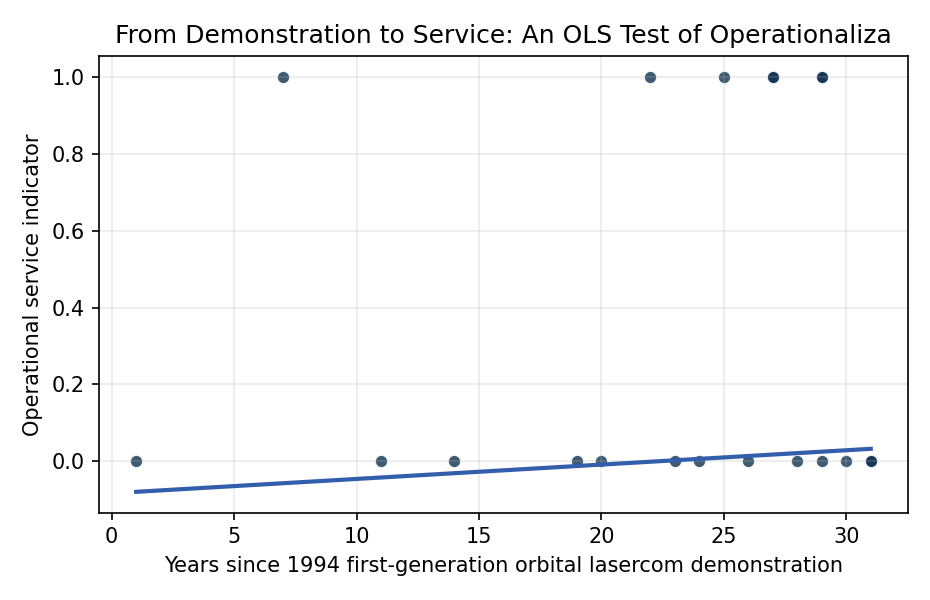 From Demonstration to Service: An OLS Test of Operationaliza
1.0
0.8
0.6
0.4
0.2
0.0
Operational service indicator
0 5 10 15 20 25 30
Years since 1994 first-generation orbital lasercom demonstration